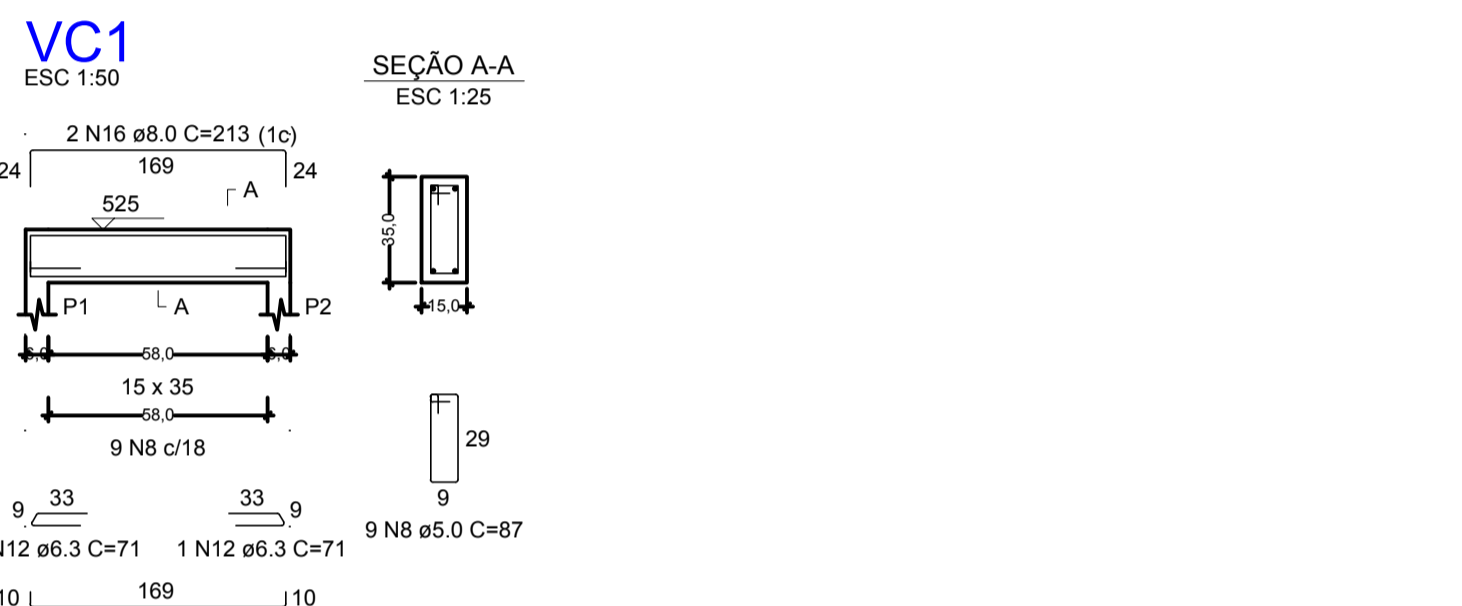 VC1
ESC 1:50
SEÇÃO A-A
ESC 1:25
2 N16 ø8.0 C=213 (1c)
24
169
24
A
525
35,0
P1
A
P2
15,0
58,0
15 x 35
58,0
9 N8 c/18
29
9
33
33
9
9
9 N8 ø5.0 C=87
N12 ø6.3 C=71
1 N12 ø6.3 C=71
10
169
10